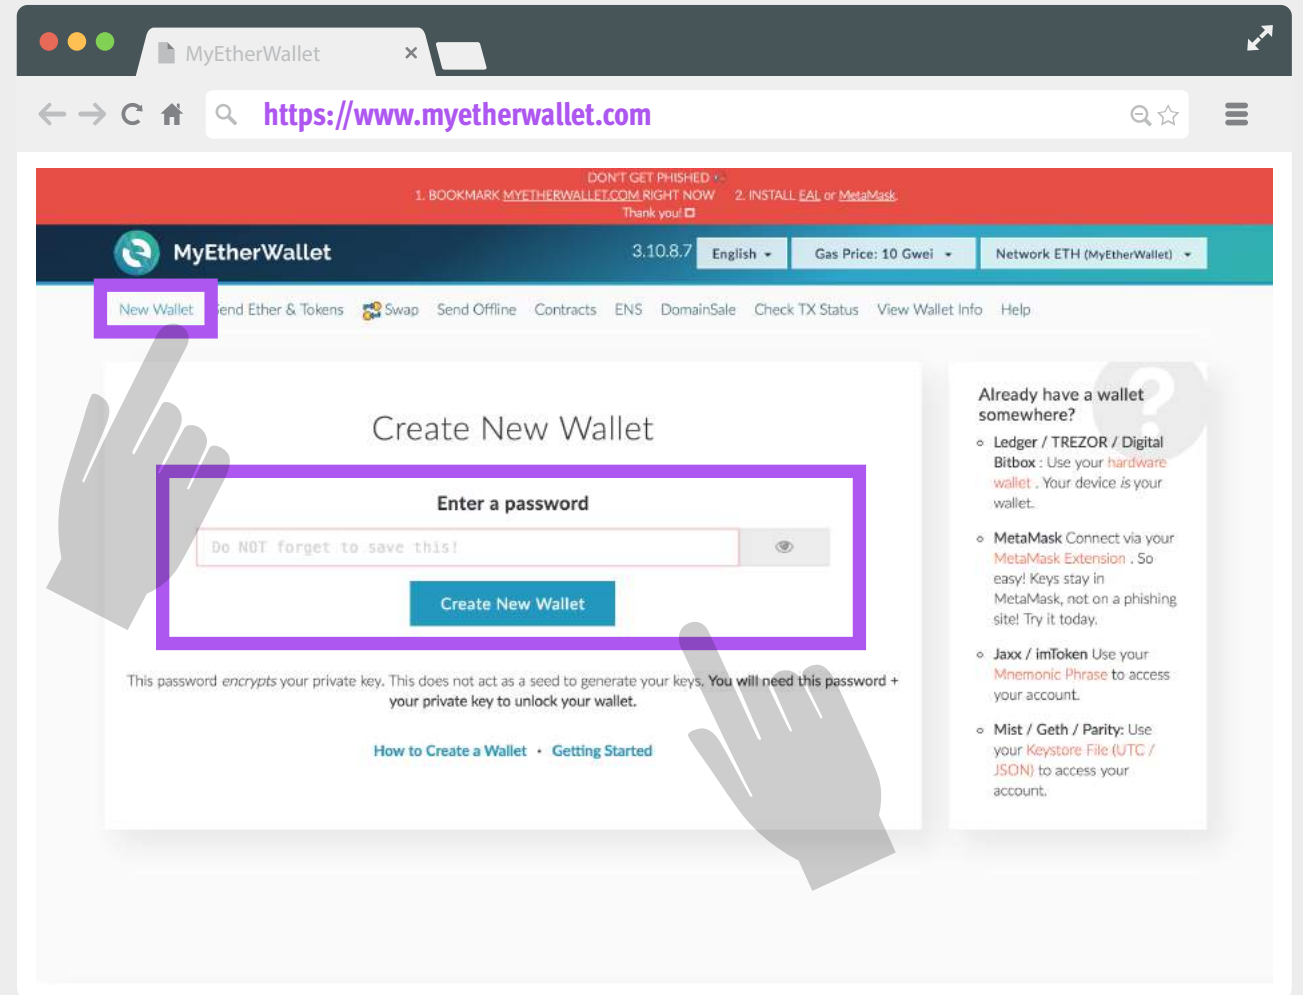 MyEtherWallet
https://www.myetherwallet.com
DON'T GET PHISHED
1. BOOKMARK MYETHERWALLET.COM RIGHT NOW 2. INSTALL EAL or MetaMask.
Thank you!
MyEtherWallet
3.10.8.7 English Gas Price: 10 Gwei Network ETH (MyEtherWallet)
New Wallet Send Ether & Tokens Swap Send Offline Contracts ENS DomainSale Check TX Status View Wallet Info Help
Create New Wallet
Enter a password
Do NOT forget to save this!
Create New Wallet
This password encrypts your private key. This does not act as a seed to generate your keys. You will need this password +
your private key to unlock your wallet.
How to Create a Wallet · Getting Started
Already have a wallet
somewhere?
Ledger / TREZOR / Digital
Bitbox : Use your hardware
wallet . Your device is your
wallet.
MetaMask Connect via your
MetaMask Extension . So
easy! Keys stay in
MetaMask, not on a phishing
site! Try it today.
Jaxx / imToken Use your
Mnemonic Phrase to access
your account.
Mist / Geth / Parity: Use
your Keystore File (UTC /
JSON) to access your
account.